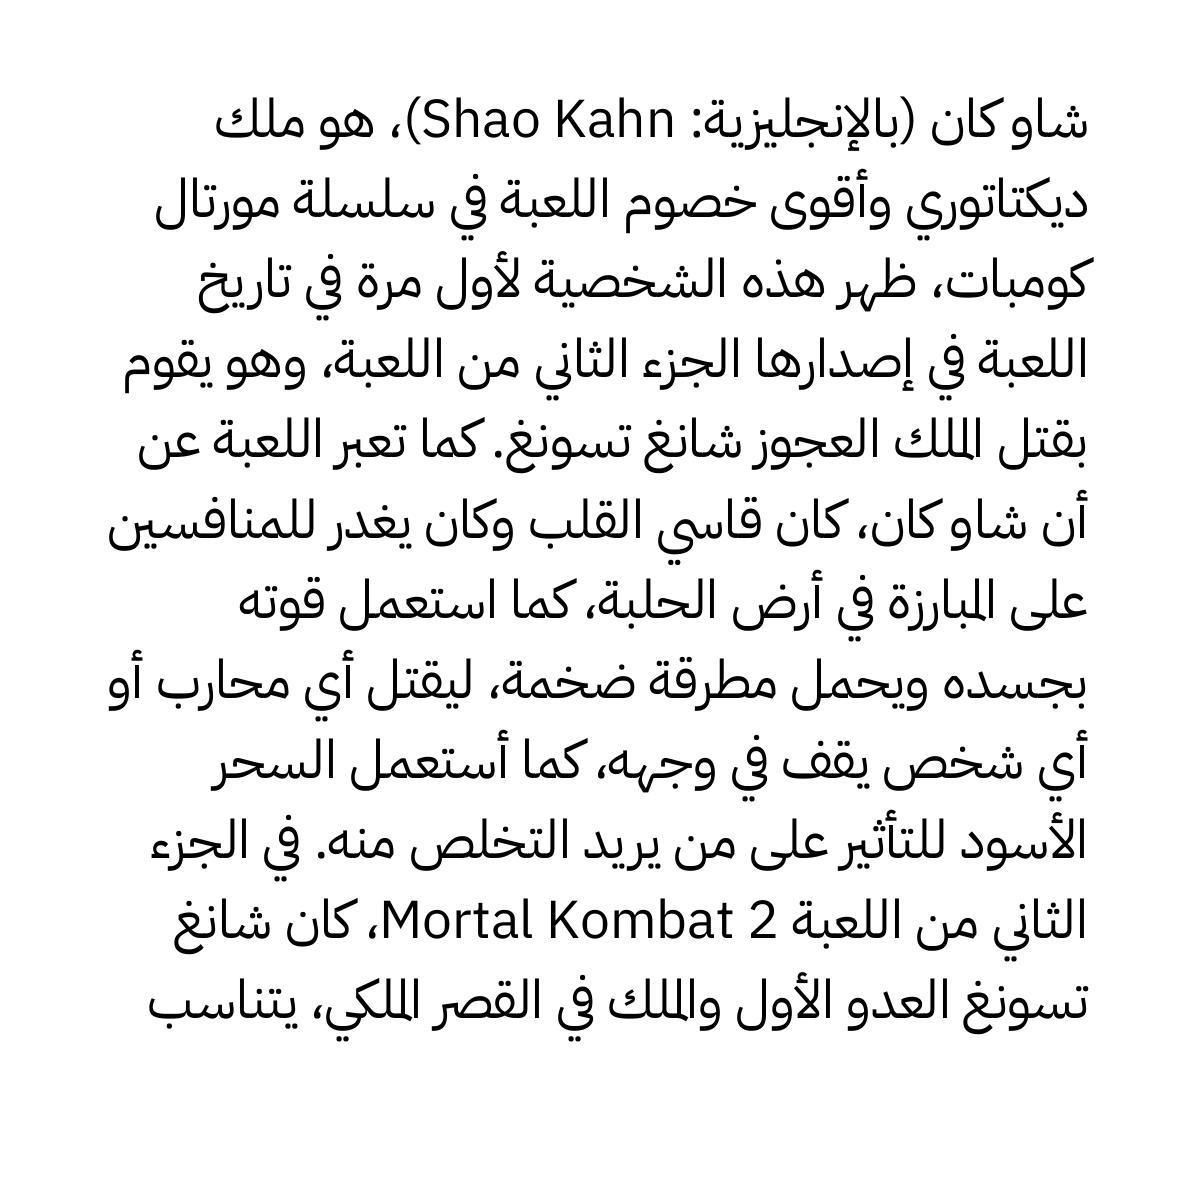 شاو كان (بالإنجليزية: Shao Kahn)، هو ملك
ديكتاتوري وأقوى خصوم اللعبة في سلسلة مورتال
كومبات، ظهر هذه الشخصية لأول مرة في تاريخ
اللعبة في إصدارها الجزء الثاني من اللعبة، وهو يقوم
بقتل الملك العجوز شانغ تسونغ. كما تعبر اللعبة عن
أن شاو كان، كان قاسي القلب وكان يغدر للمنافسين
على المبارزة في أرض الحلبة، كما استعمل قوته
بجسده ويحمل مطرقة ضخمة، ليقتل أي محارب أو
أي شخص يقف في وجهه، كما أستعمل السحر
الأسود للتأثير على من يريد التخلص منه. في الجزء
الثاني من اللعبة Mortal Kombat 2، كان شانغ
تسونغ العدو الأول والملك في القصر الملكي، يتناسب